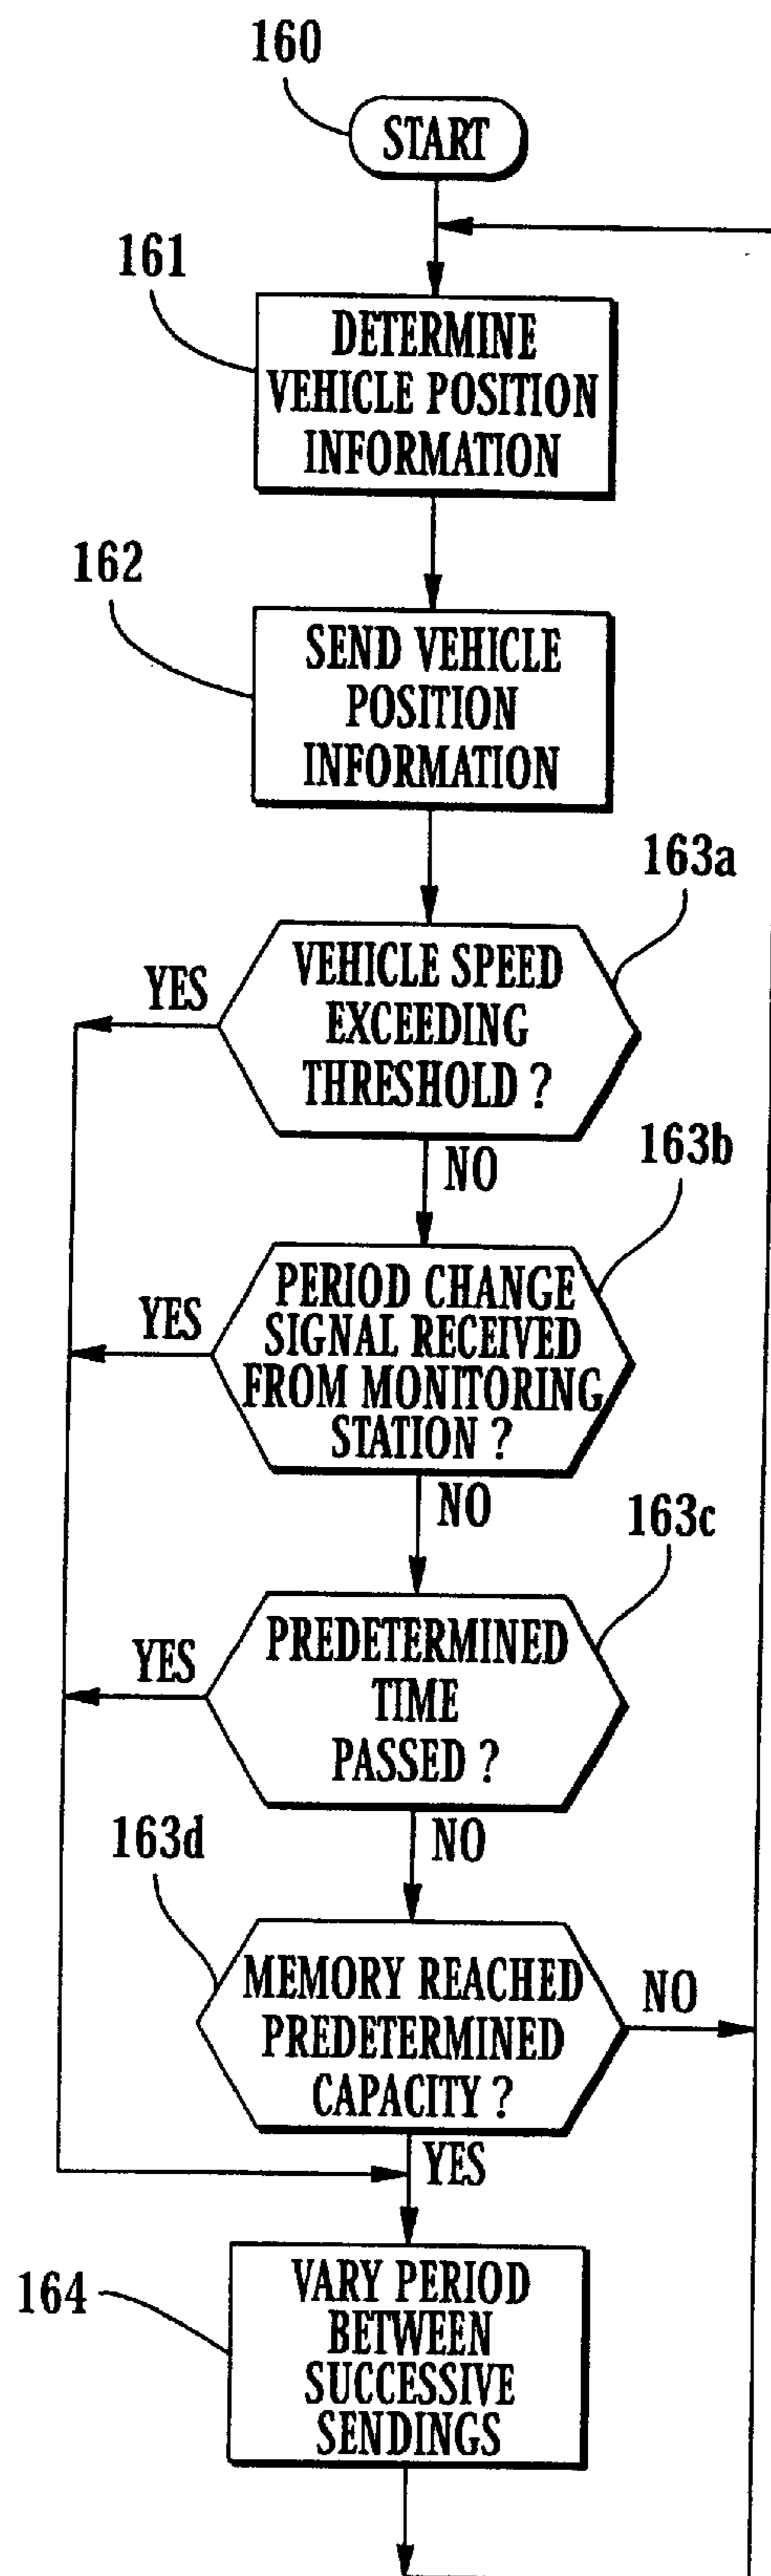 160
START
161
DETERMINE
VEHICLE POSITION
INFORMATION
162
SEND VEHICLE
POSITION
INFORMATION
163a
VEHICLE SPEED
EXCEEDING
THRESHOLD ?
YES
NO
163b
PERIOD CHANGE
SIGNAL RECEIVED
FROM MONITORING
STATION ?
YES
NO
163c
PREDETERMINED
TIME
PASSED ?
YES
NO
163d
MEMORY REACHED
PREDETERMINED
CAPACITY ?
NO
YES
164
VARY PERIOD
BETWEEN
SUCCESSIVE
SENDINGS